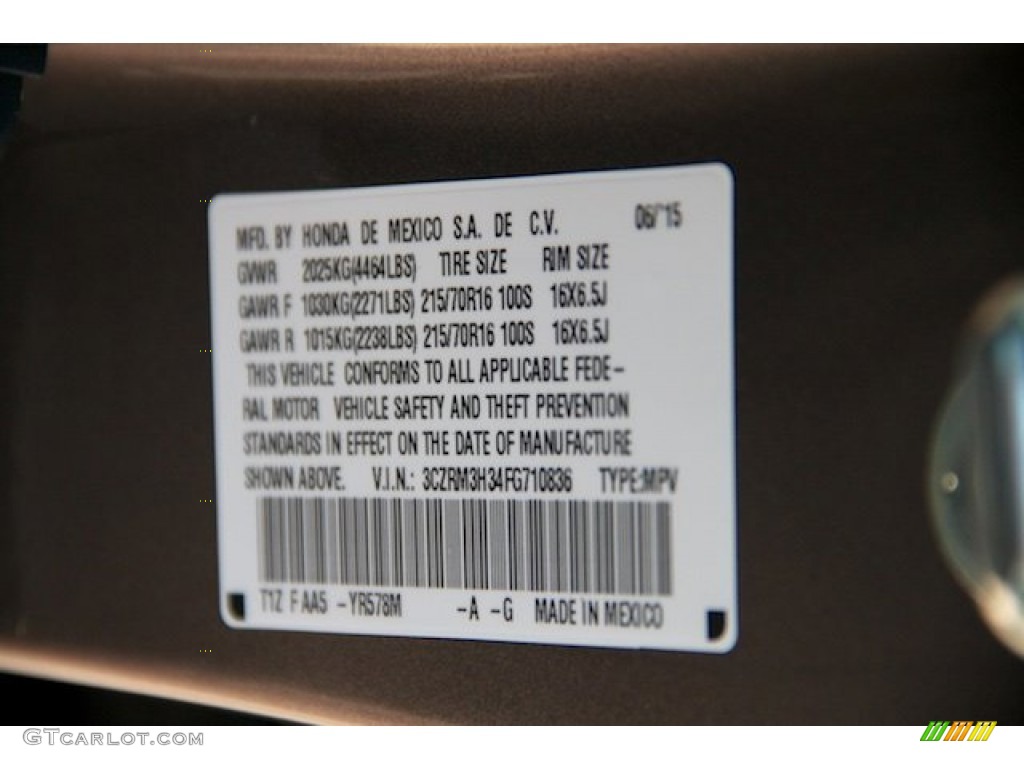 MFD. BY HONDA DE MEXICO S.A. DE C.V. 06/'15
GVWR 2025KG(4464LBS) TIRE SIZE RIM SIZE
GAWR F 1030KG(2271LBS) 215/70R16 100S 16X6.5J
GAWR R 1015KG(2238LBS) 215/70R16 100S 16X6.5J
THIS VEHICLE CONFORMS TO ALL APPLICABLE FEDE-
RAL MOTOR VEHICLE SAFETY AND THEFT PREVENTION
STANDARDS IN EFFECT ON THE DATE OF MANUFACTURE
SHOWN ABOVE. V.I.N.: 3CZRM3H34FG710836 TYPE:MPV
T1Z F AA5 -YR578M -A -G MADE IN MEXICO
GTCARLOT.COM